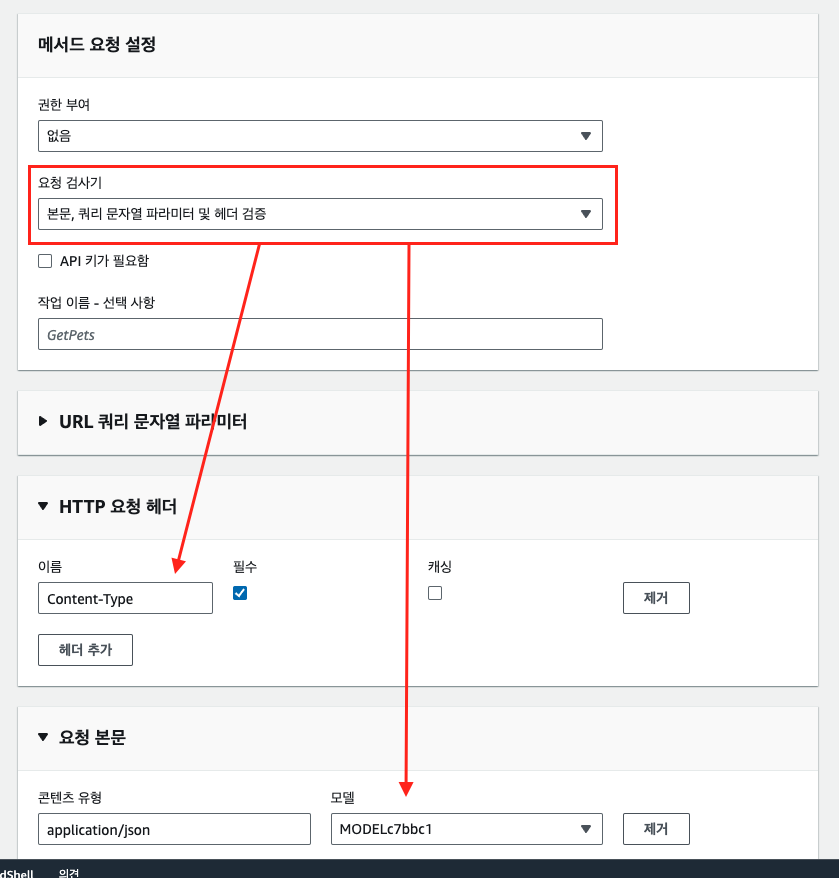 메서드 요청 설정
권한 부여
없음
요청 검사기
본문, 쿼리 문자열 파라미터 및 헤더 검증
API 키가 필요함
작업 이름 - 선택 사항
GetPets
URL 쿼리 문자열 파라미터
HTTP 요청 헤더
이름 필수 캐싱
Content-Type 제거
헤더 추가
요청 본문
콘텐츠 유형 모델
application/json MODELc7bbc1 제거
dShell 의견